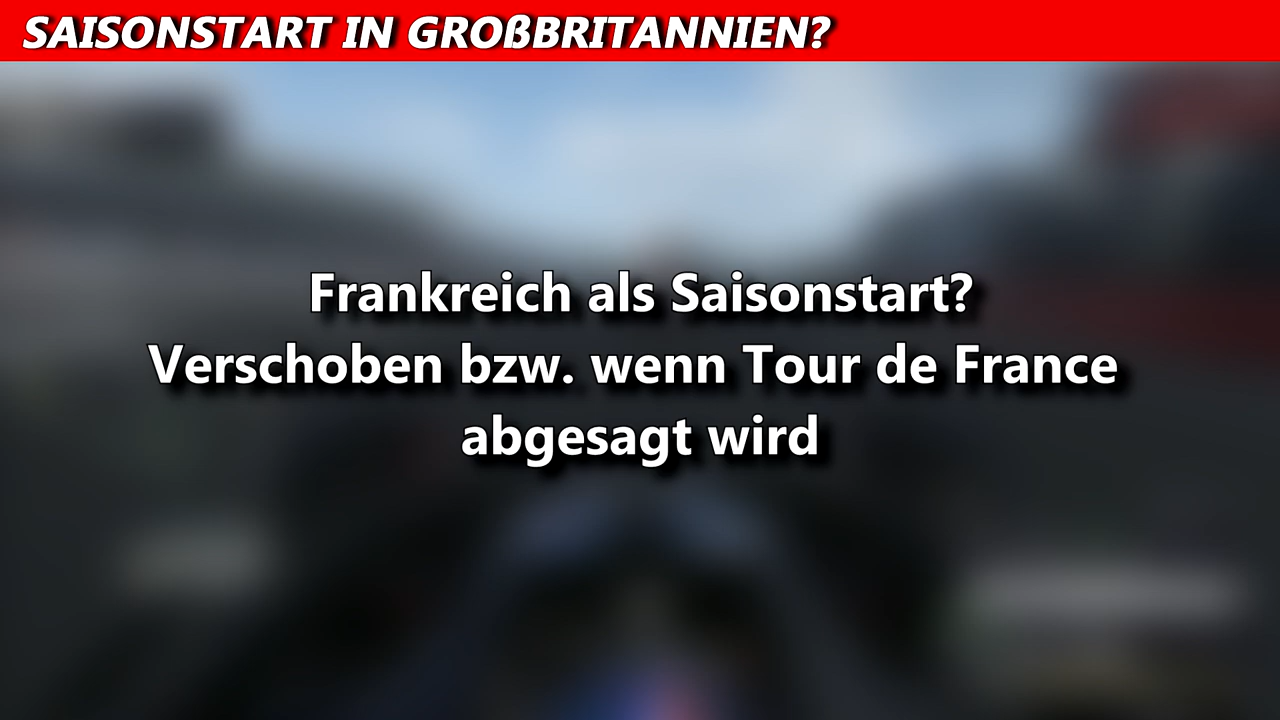 SAISONSTART IN GROßBRITANNIEN?
Frankreich als Saisonstart?
Verschoben bzw. wenn Tour de France
abgesagt wird